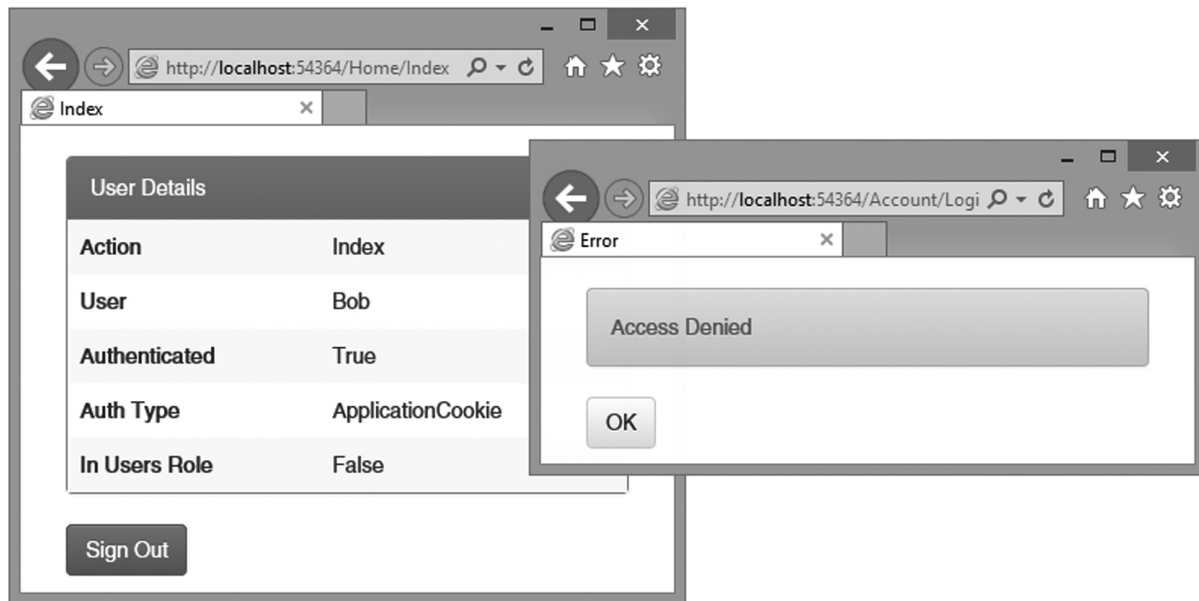 http://localhost:54364/Home/Index
Index
User Details
Action Index
User Bob
Authenticated True
Auth Type ApplicationCookie
In Users Role False
Sign Out
http://localhost:54364/Account/Logi
Error
Access Denied
OK